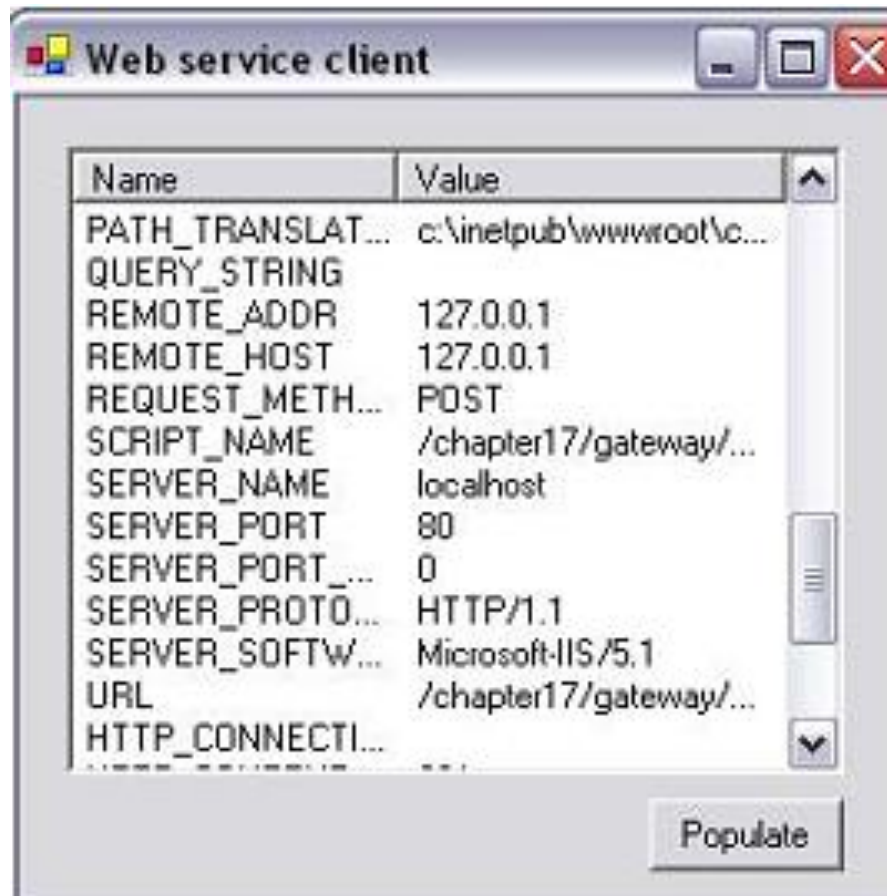 Web service client
Name Value
PATH_TRANSLAT... c:\inetpub\wwwroot\c...
QUERY_STRING
REMOTE_ADDR 127.0.0.1
REMOTE_HOST 127.0.0.1
REQUEST_METH... POST
SCRIPT_NAME /chapter17/gateway/...
SERVER_NAME localhost
SERVER_PORT 80
SERVER_PORT_... 0
SERVER_PROTO... HTTP/1.1
SERVER_SOFTW... Microsoft-IIS/5.1
URL /chapter17/gateway/...
HTTP_CONNECTI...
Populate